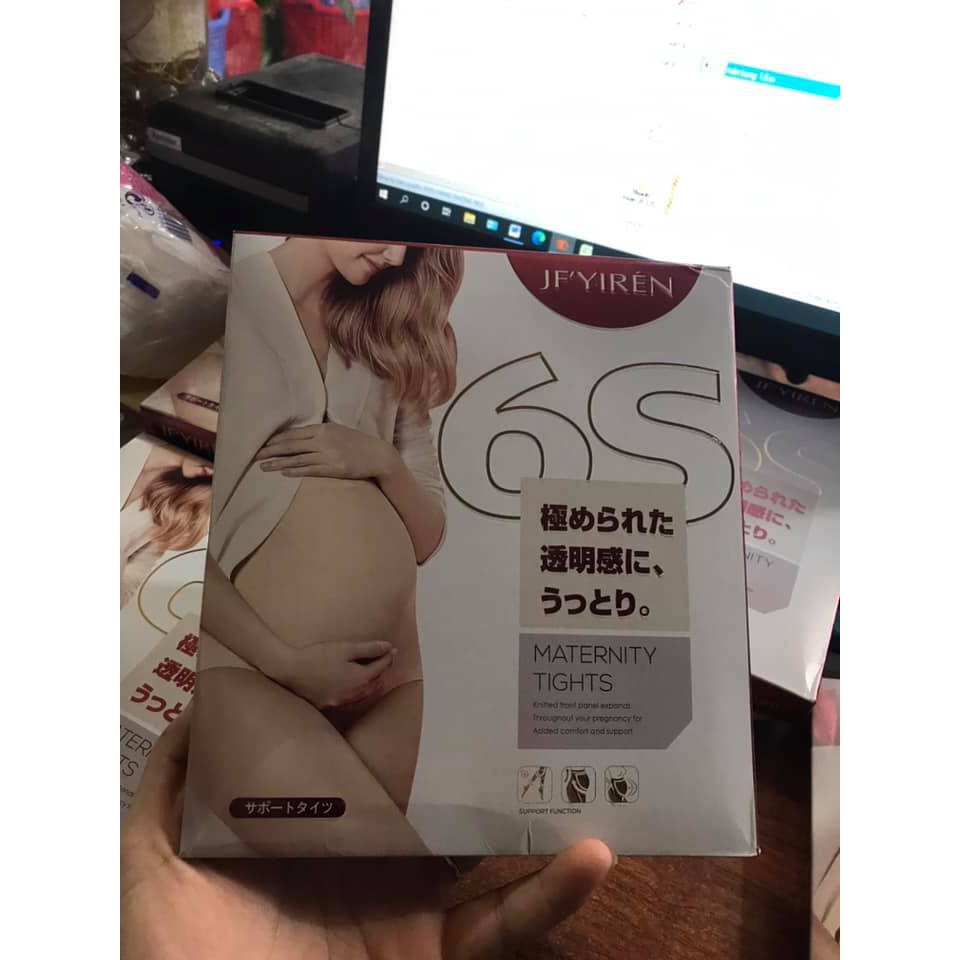 JF'YIRÉN
6S
極められた
透明感に、
うっとり。
MATERNITY
TIGHTS
Knitted front panel expands
Throughout your pregnancy for
Added comfort and support
SUPPORT FUNCTION
サポートタイツ
JF'YIREN